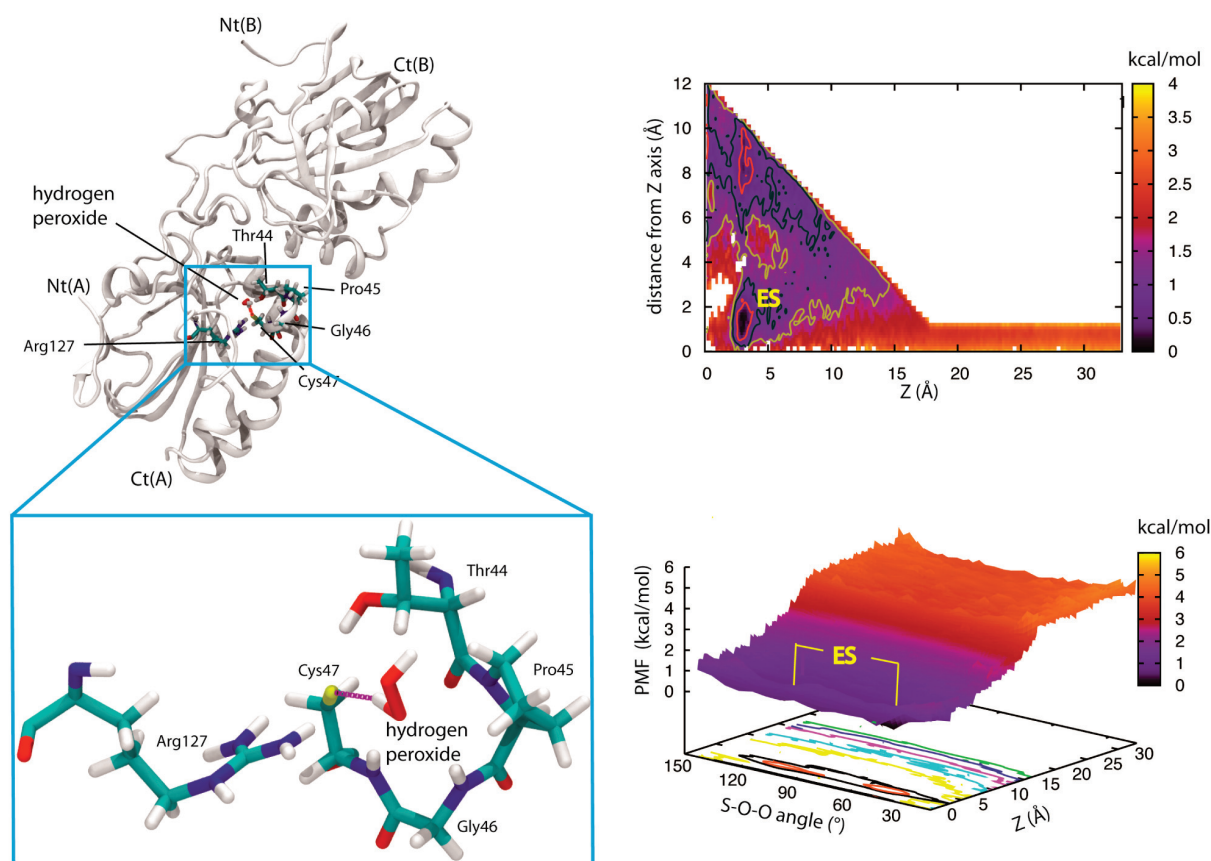 Nt(B)
Ct(B)
hydrogen
peroxide
Thr44
Nt(A)
Pro45
Gly46
Arg127
Cys47
Ct(A)
Thr44
Cys47
Pro45
Arg127
hydrogen
peroxide
Gly46
kcal/mol
12
10
8
6
4
2
0
distance from Z axis (Å)
ES
0 5 10 15 20 25 30
Z (Å)
4
3.5
3
2.5
2
1.5
1
0.5
0
kcal/mol
6
5
4
3
2
1
0
PMF (kcal/mol)
ES
6
5
4
3
2
1
0
150 120 90 60 30
S-O-O angle (°)
0 5 10 15 20 25 30
Z (Å)